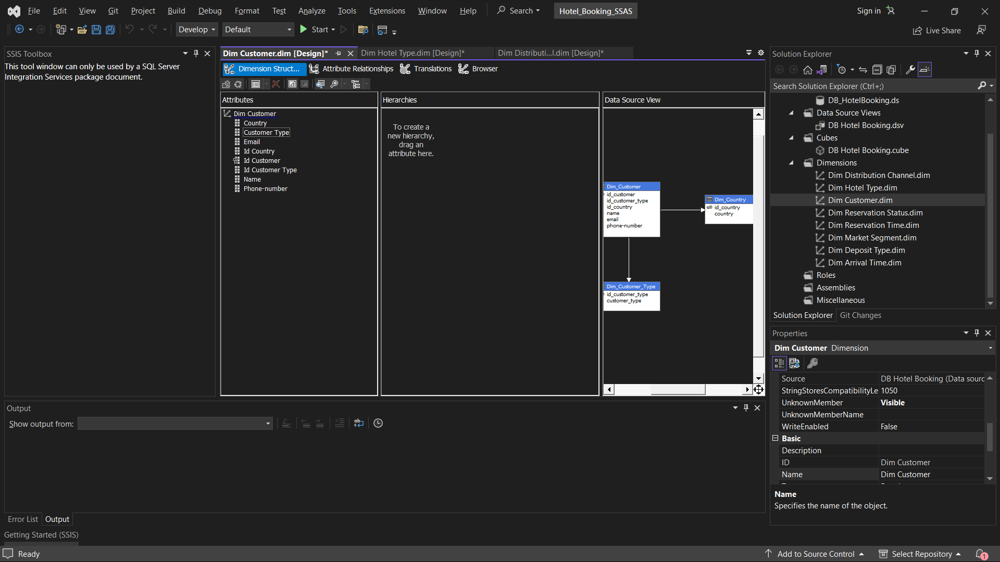 File Edit View Git Project Build Debug Format Test Analyze Tools Extensions Window Help Search Hotel_Booking_SSAS Sign in
Develop Default Start Live Share
SSIS Toolbox
This tool window can only be used by a SQL Server
Integration Services package document.
Dim Customer.dim [Design]* Dim Hotel Type.dim [Design]* Dim Distributi...l.dim [Design]*
Dimension Struct... Attribute Relationships Translations Browser
Attributes
Dim Customer
Country
Customer Type
Email
Id Country
Id Customer
Id Customer Type
Name
Phone-number
Hierarchies
To create a
new hierarchy,
drag an
attribute here.
Data Source View
Dim_Customer
id_customer
id_customer_type
id_country
name
email
phone-number
Dim_Country
id_country
country
Dim_Customer_Type
id_customer_type
customer_type
Solution Explorer
Search Solution Explorer (Ctrl+;)
DB_HotelBooking.ds
Data Source Views
DB Hotel Booking.dsv
Cubes
DB Hotel Booking.cube
Dimensions
Dim Distribution Channel.dim
Dim Hotel Type.dim
Dim Customer.dim
Dim Reservation Status.dim
Dim Reservation Time.dim
Dim Market Segment.dim
Dim Deposit Type.dim
Dim Arrival Time.dim
Roles
Assemblies
Miscellaneous
Solution Explorer Git Changes
Properties
Dim Customer Dimension
Source DB Hotel Booking (Data sourc
StringStoresCompatibilityLe 1050
UnknownMember Visible
UnknownMemberName
WriteEnabled False
Basic
Description
ID Dim Customer
Name Dim Customer
Name
Specifies the name of the object.
Output
Show output from:
Error List Output
Getting Started (SSIS)
Ready Add to Source Control Select Repository 1